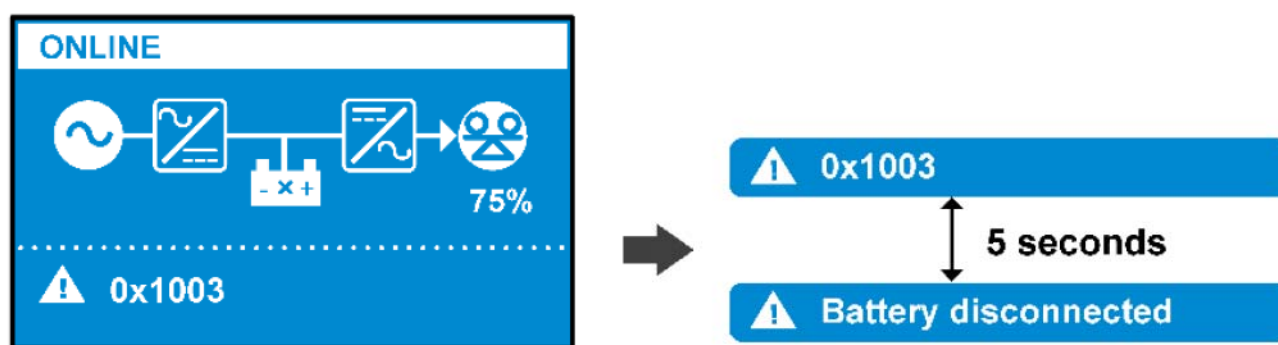 ONLINE
- × +
75%
0x1003
0x1003
5 seconds
Battery disconnected